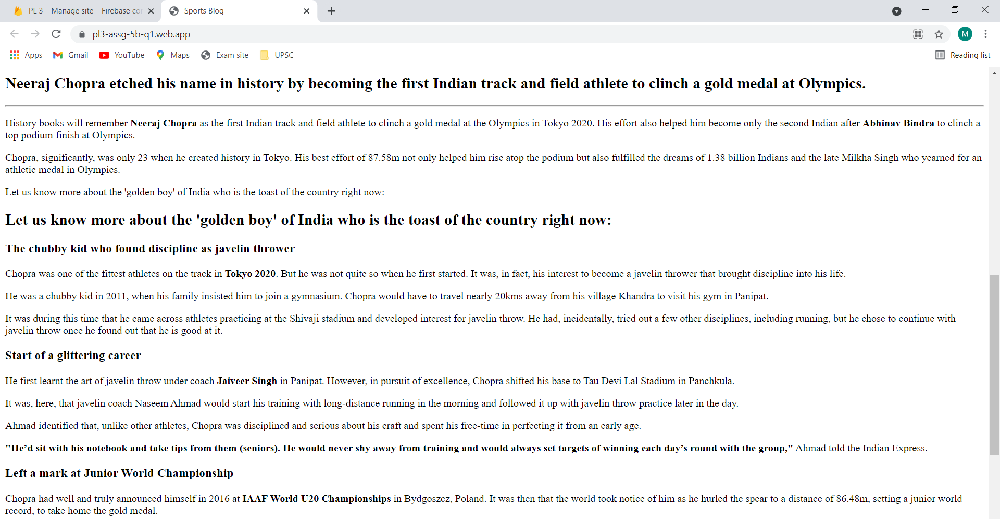 PL 3 – Manage site – Firebase co
Sports Blog
pl3-assg-5b-q1.web.app
M
Apps
Gmail
YouTube
Maps
Exam site
UPSC
Reading list
Neeraj Chopra etched his name in history by becoming the first Indian track and field athlete to clinch a gold medal at Olympics.
History books will remember Neeraj Chopra as the first Indian track and field athlete to clinch a gold medal at the Olympics in Tokyo 2020. His effort also helped him become only the second Indian after Abhinav Bindra to clinch a
top podium finish at Olympics.
Chopra, significantly, was only 23 when he created history in Tokyo. His best effort of 87.58m not only helped him rise atop the podium but also fulfilled the dreams of 1.38 billion Indians and the late Milkha Singh who yearned for an
athletic medal in Olympics.
Let us know more about the 'golden boy' of India who is the toast of the country right now:
Let us know more about the 'golden boy' of India who is the toast of the country right now:
The chubby kid who found discipline as javelin thrower
Chopra was one of the fittest athletes on the track in Tokyo 2020. But he was not quite so when he first started. It was, in fact, his interest to become a javelin thrower that brought discipline into his life.
He was a chubby kid in 2011, when his family insisted him to join a gymnasium. Chopra would have to travel nearly 20kms away from his village Khandra to visit his gym in Panipat.
It was during this time that he came across athletes practicing at the Shivaji stadium and developed interest for javelin throw. He had, incidentally, tried out a few other disciplines, including running, but he chose to continue with
javelin throw once he found out that he is good at it.
Start of a glittering career
He first learnt the art of javelin throw under coach Jaiveer Singh in Panipat. However, in pursuit of excellence, Chopra shifted his base to Tau Devi Lal Stadium in Panchkula.
It was, here, that javelin coach Naseem Ahmad would start his training with long-distance running in the morning and followed it up with javelin throw practice later in the day.
Ahmad identified that, unlike other athletes, Chopra was disciplined and serious about his craft and spent his free-time in perfecting it from an early age.
"He’d sit with his notebook and take tips from them (seniors). He would never shy away from training and would always set targets of winning each day’s round with the group," Ahmad told the Indian Express.
Left a mark at Junior World Championship
Chopra had well and truly announced himself in 2016 at IAAF World U20 Championships in Bydgoszcz, Poland. It was then that the world took notice of him as he hurled the spear to a distance of 86.48m, setting a junior world
record, to take home the gold medal.